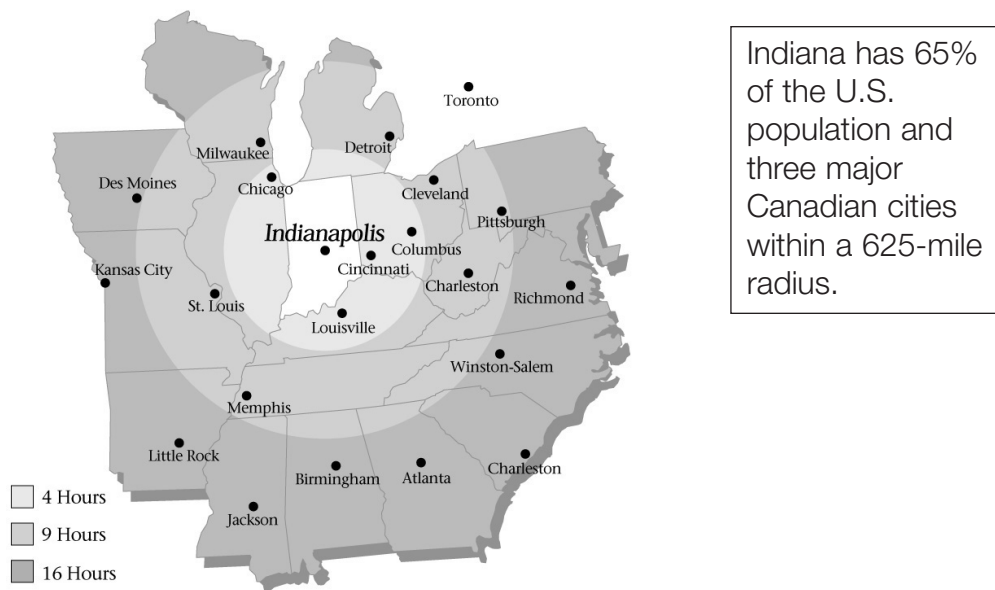 Toronto
Milwaukee
Detroit
Chicago
Des Moines
Cleveland
Pittsburgh
Indianapolis
Columbus
Cincinnati
Kansas City
Charleston
Richmond
St. Louis
Louisville
Winston-Salem
Memphis
Little Rock
Charleston
Birmingham
Atlanta
Jackson
4 Hours
9 Hours
16 Hours
Indiana has 65%
of the U.S.
population and
three major
Canadian cities
within a 625-mile
radius.